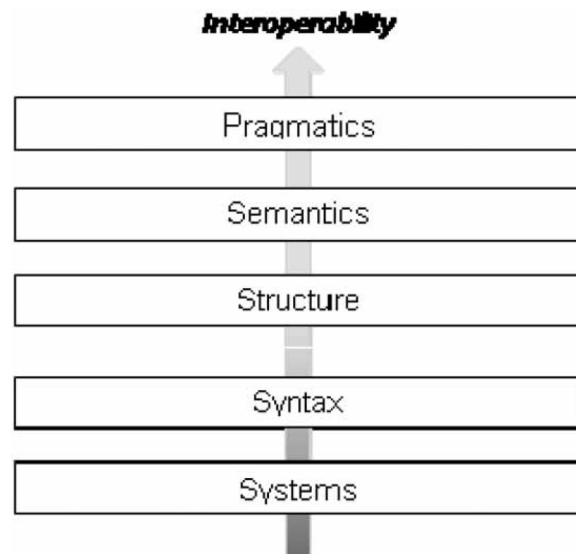 Interoperability
Pragmatics
Semantics
Structure
Syntax
Systems